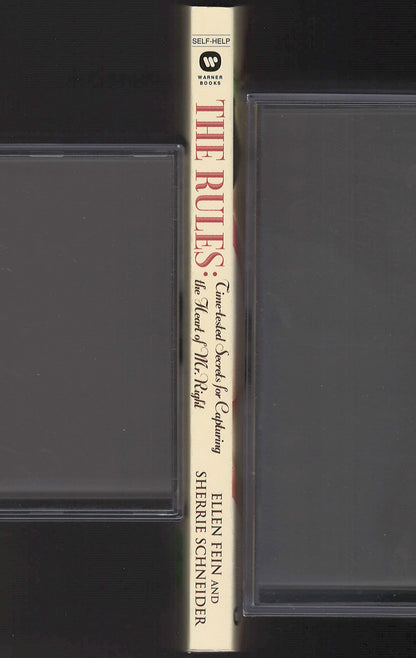 SELF-HELP
WARNER
BOOKS
THE RULES:
Time-tested Secrets for Capturing
the Heart of Mr. Right
ELLEN FEIN AND
SHERRIE SCHNEIDER